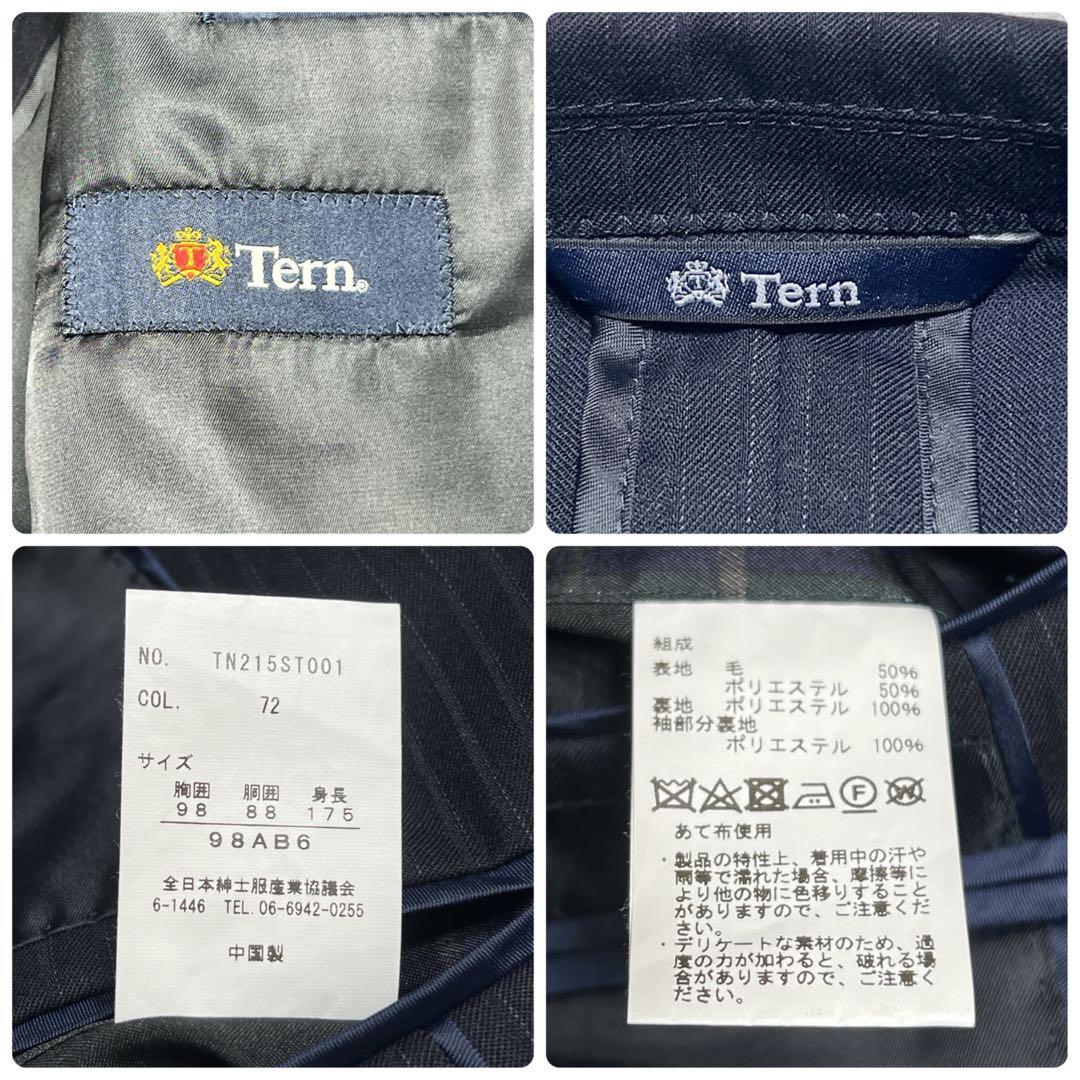 T
Tern.
T
Tern
NO. TN215ST001
COL. 72
サイズ
胸囲 胴囲 身長
98 88 175
98AB6
全日本紳士服産業協議会
6-1446 TEL.06-6942-0255
中国製
組成
表地 毛 50%
ポリエステル 50%
裏地 ポリエステル 100%
袖部分裏地
ポリエステル 100%
F
W
あて布使用
・製品の特性上、着用中の汗や
雨等で濡れた場合、摩擦等に
より他の物に色移りすること
がありますので、ご注意くだ
さい。
・デリケートな素材のため、過
度の力が加わると、破れる場
合がありますので、ご注意く
ださい。